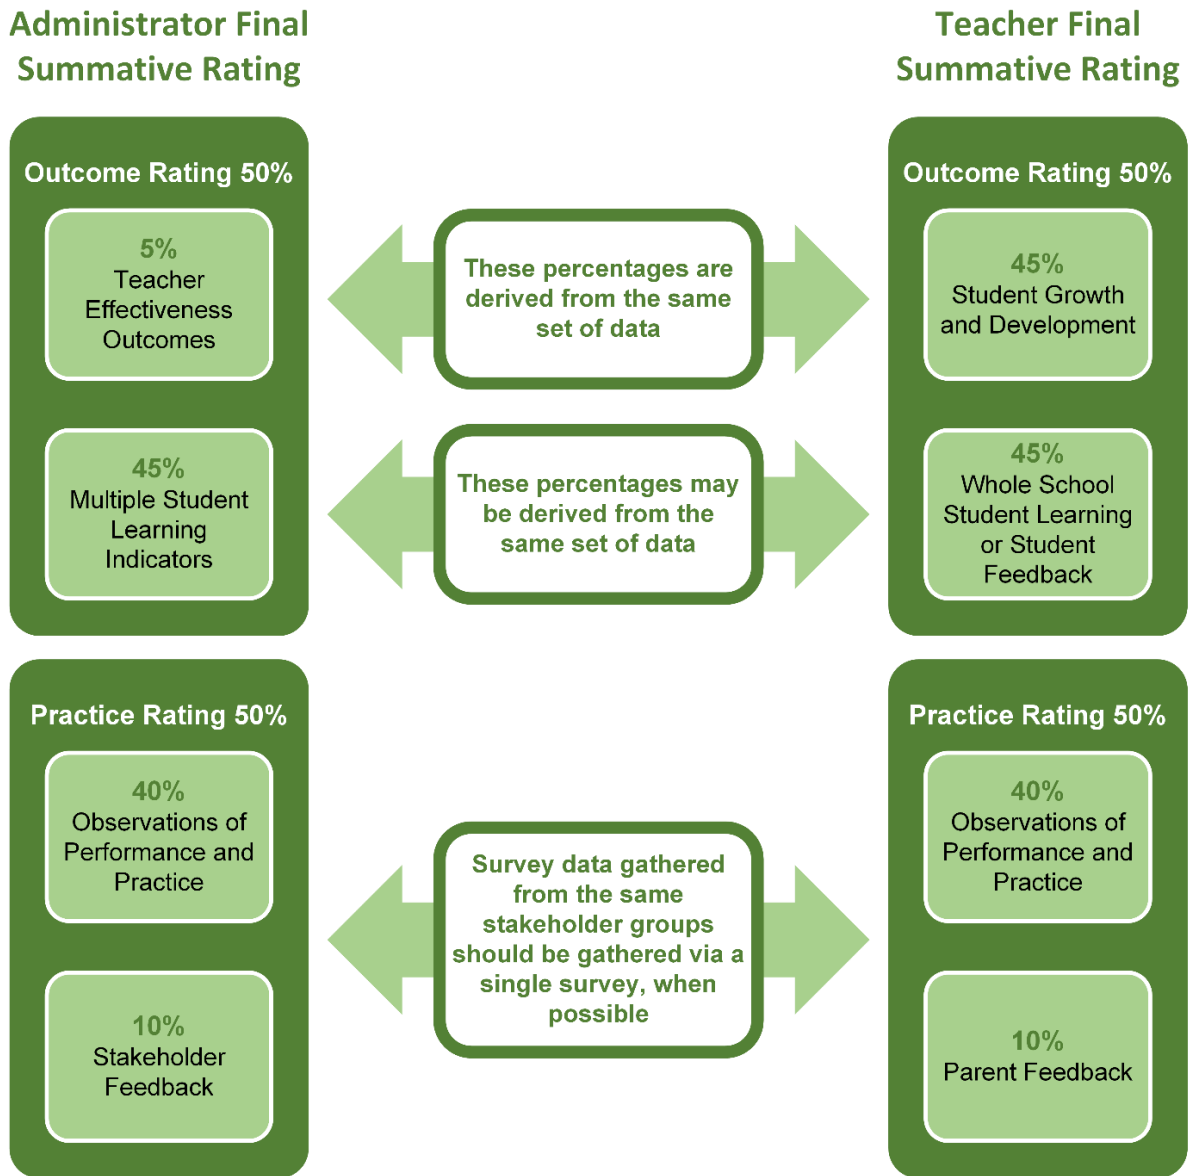 Administrator Final
Summative Rating
Outcome Rating 50%
5%
Teacher
Effectiveness
Outcomes
45%
Multiple Student
Learning
Indicators
Practice Rating 50%
40%
Observations of
Performance and
Practice
10%
Stakeholder
Feedback
These percentages are
derived from the same
set of data
These percentages may
be derived from the
same set of data
Survey data gathered
from the same
stakeholder groups
should be gathered via a
single survey, when
possible
Teacher Final
Summative Rating
Outcome Rating 50%
45%
Student Growth
and Development
45%
Whole School
Student Learning
or Student
Feedback
Practice Rating 50%
40%
Observations of
Performance and
Practice
10%
Parent Feedback